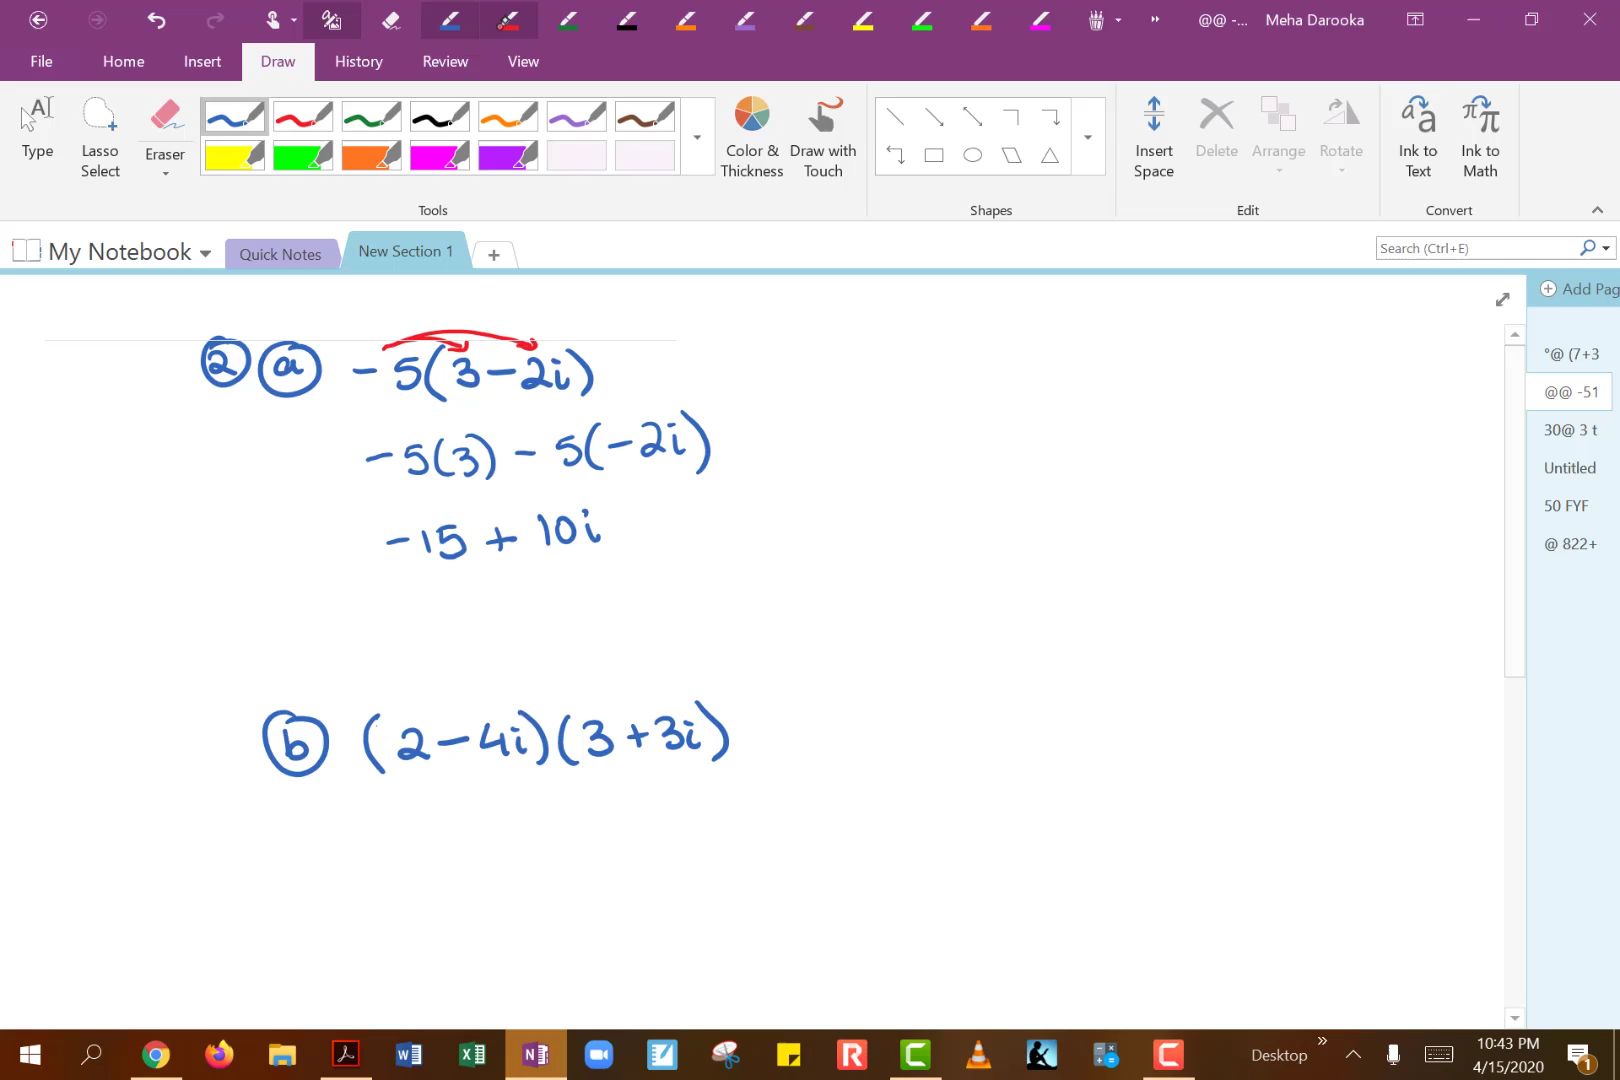 @@ -... Meha Darooka
File Home Insert Draw History Review View
Type Lasso Select Eraser Color & Thickness Draw with Touch Insert Space Delete Arrange Rotate Ink to Text Ink to Math
Tools Shapes Edit Convert
My Notebook Quick Notes New Section 1 + Search (Ctrl+E)
Add Pag
°@ (7+3
@@ -51
30@ 3 t
Untitled
50 FYF
@ 822+
2 a -5(3-2i)
-5(3) -5(-2i)
-15 + 10i
b (2-4i)(3+3i)
Desktop 10:43 PM
4/15/2020 1